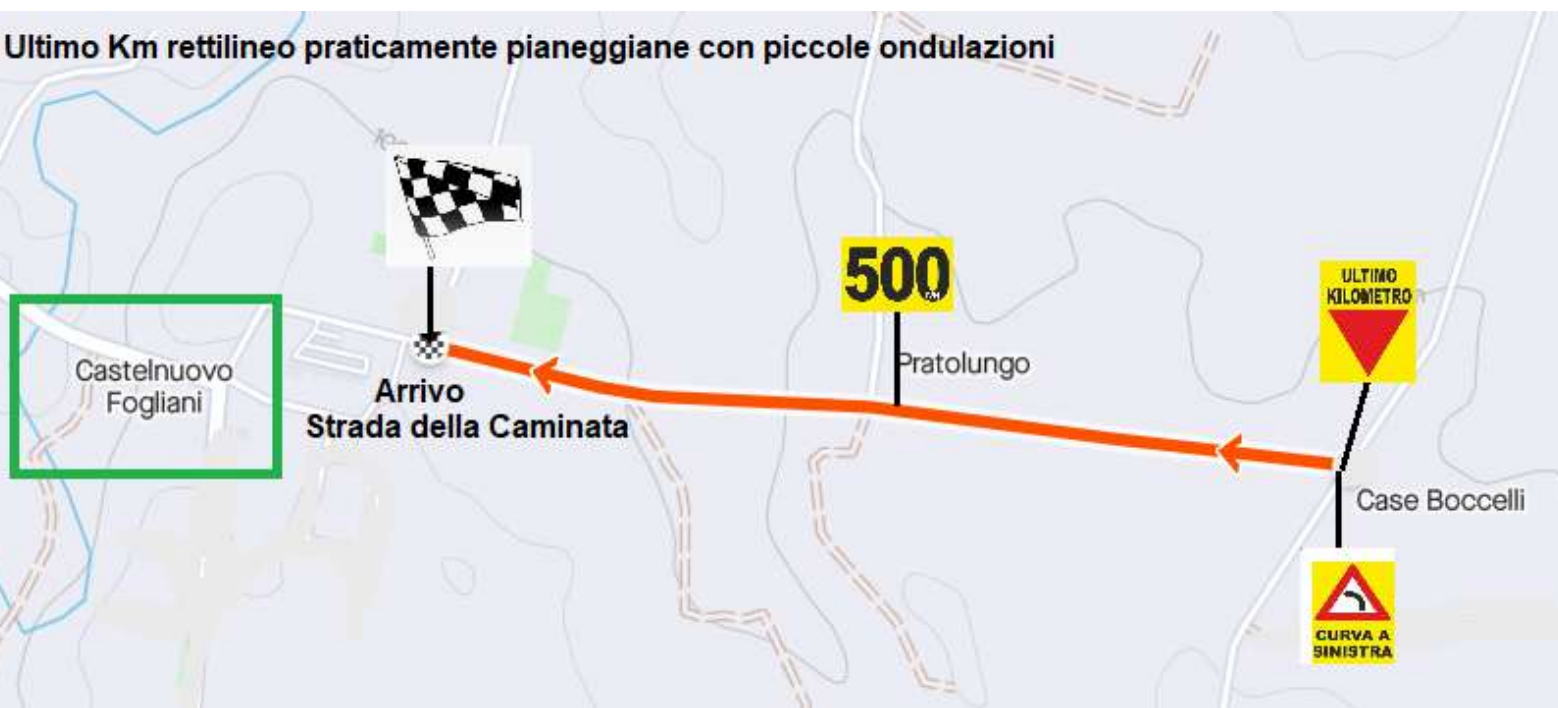 Ultimo Km rettilineo praticamente pianeggiane con piccole ondulazioni
500
ULTIMO
KILOMETRO
Pratolungo
Castelnuovo
Fogliani
Arrivo
Strada della Caminata
Case Boccelli
CURVA A
SINISTRA